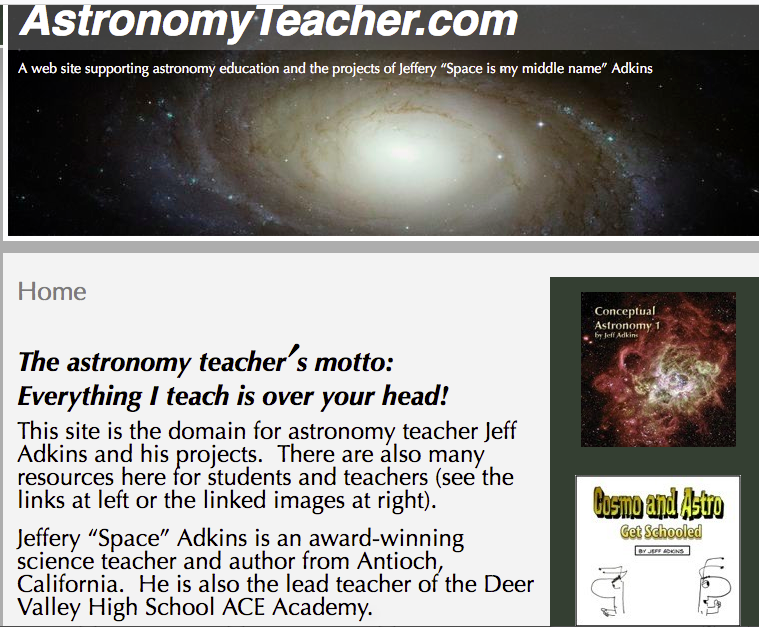 AstronomyTeacher.com
A web site supporting astronomy education and the projects of Jeffery “Space is my middle name” Adkins
Home
The astronomy teacher’s motto:
Everything I teach is over your head!
This site is the domain for astronomy teacher Jeff
Adkins and his projects.  There are also many
resources here for students and teachers (see the
links at left or the linked images at right).
Jeffery “Space” Adkins is an award-winning
science teacher and author from Antioch,
California.  He is also the lead teacher of the Deer
Valley High School ACE Academy.
Conceptual
Astronomy 1
by Jeff Adkins
Cosmo and Astro
Get Schooled
BY JEFF ADKINS